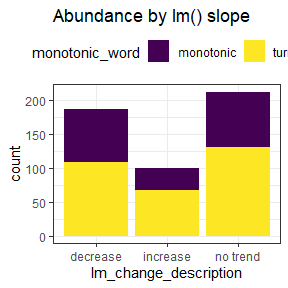 Abundance by lm() slope
monotonic_word monotonic
200
150
100
50
0
count
decrease increase no trend
lm_change_description